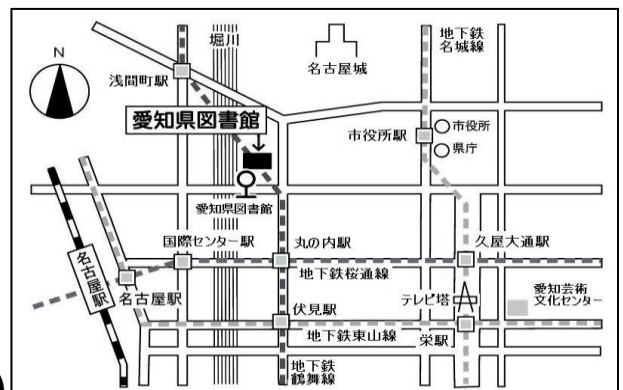 堀川
地下鉄
名城線
N
名古屋城
浅間町駅
愛知県図書館
市役所
市役所駅
県庁
愛知県図書館
国際センター駅
丸の内駅
久屋大通駅
地下鉄桜通線
名古屋駅
名古屋駅
テレビ塔
愛知芸術
文化センター
伏見駅
地下鉄東山線
栄駅
地下鉄
鶴舞線